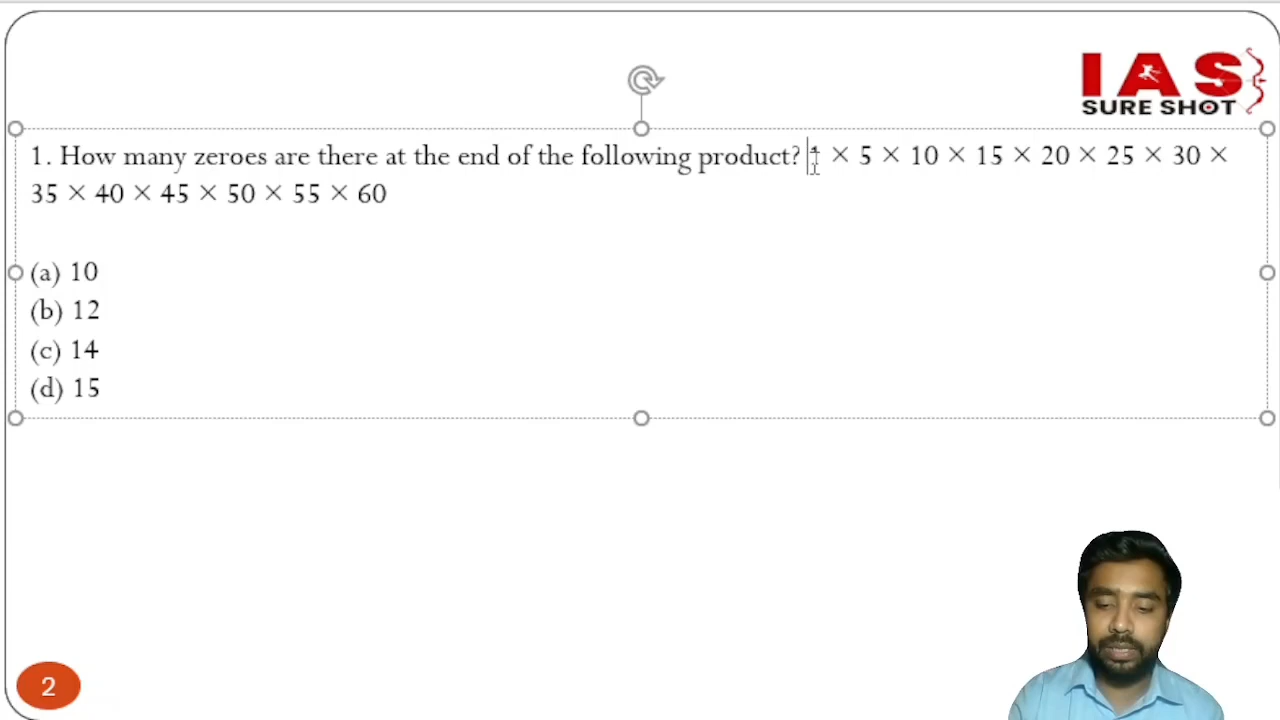 IAS
SURE SHOT
1. How many zeroes are there at the end of the following product? × 5 × 10 × 15 × 20 × 25 × 30 ×
35 × 40 × 45 × 50 × 55 × 60
(a) 10
(b) 12
(c) 14
(d) 15
2